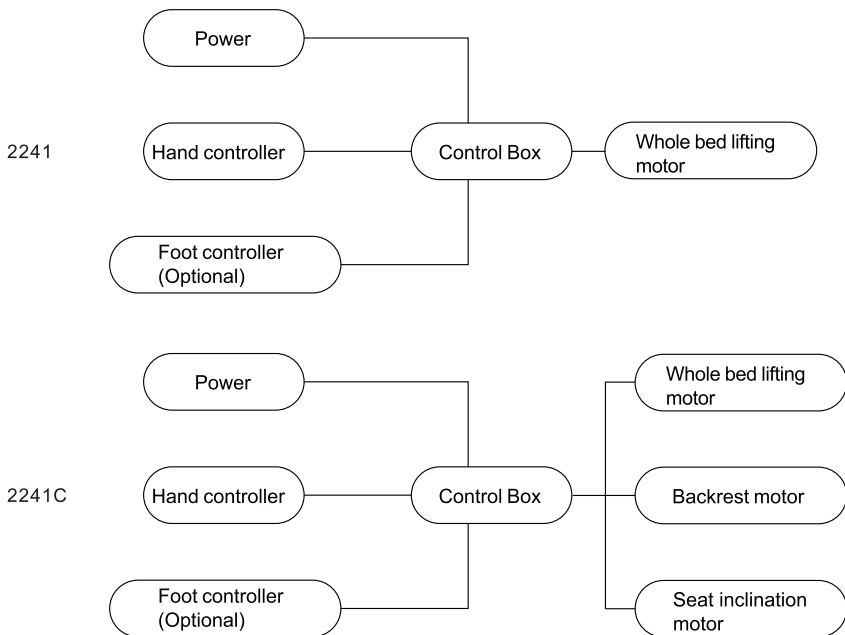 Power
2241
Hand controller
Control Box
Whole bed lifting
motor
Foot controller
(Optional)
Power
Whole bed lifting
motor
2241C
Hand controller
Control Box
Backrest motor
Foot controller
(Optional)
Seat inclination
motor